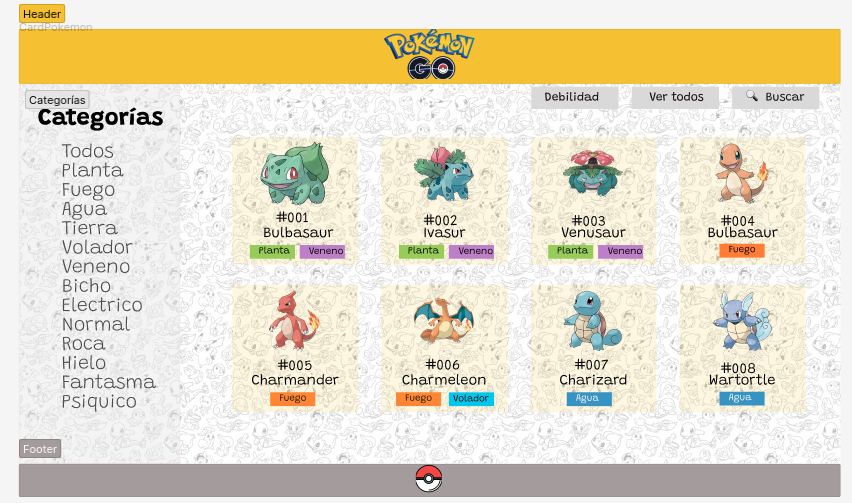 Header
CardPokemon
POKéMON
GO
Categorías
Debilidad
Ver todos
Buscar
Categorías
Todos
Planta
Fuego
Agua
Tierra
Volador
Veneno
Bicho
Electrico
Normal
Roca
Hielo
Fantasma
Psiquico
#001
Bulbasaur
Planta Veneno
#002
Ivasur
Planta Veneno
#003
Venusaur
Planta Veneno
#004
Bulbasaur
Fuego
#005
Charmander
Fuego
#006
Charmeleon
Fuego Volador
#007
Charizard
Agua
#008
Wartortle
Agua
Footer